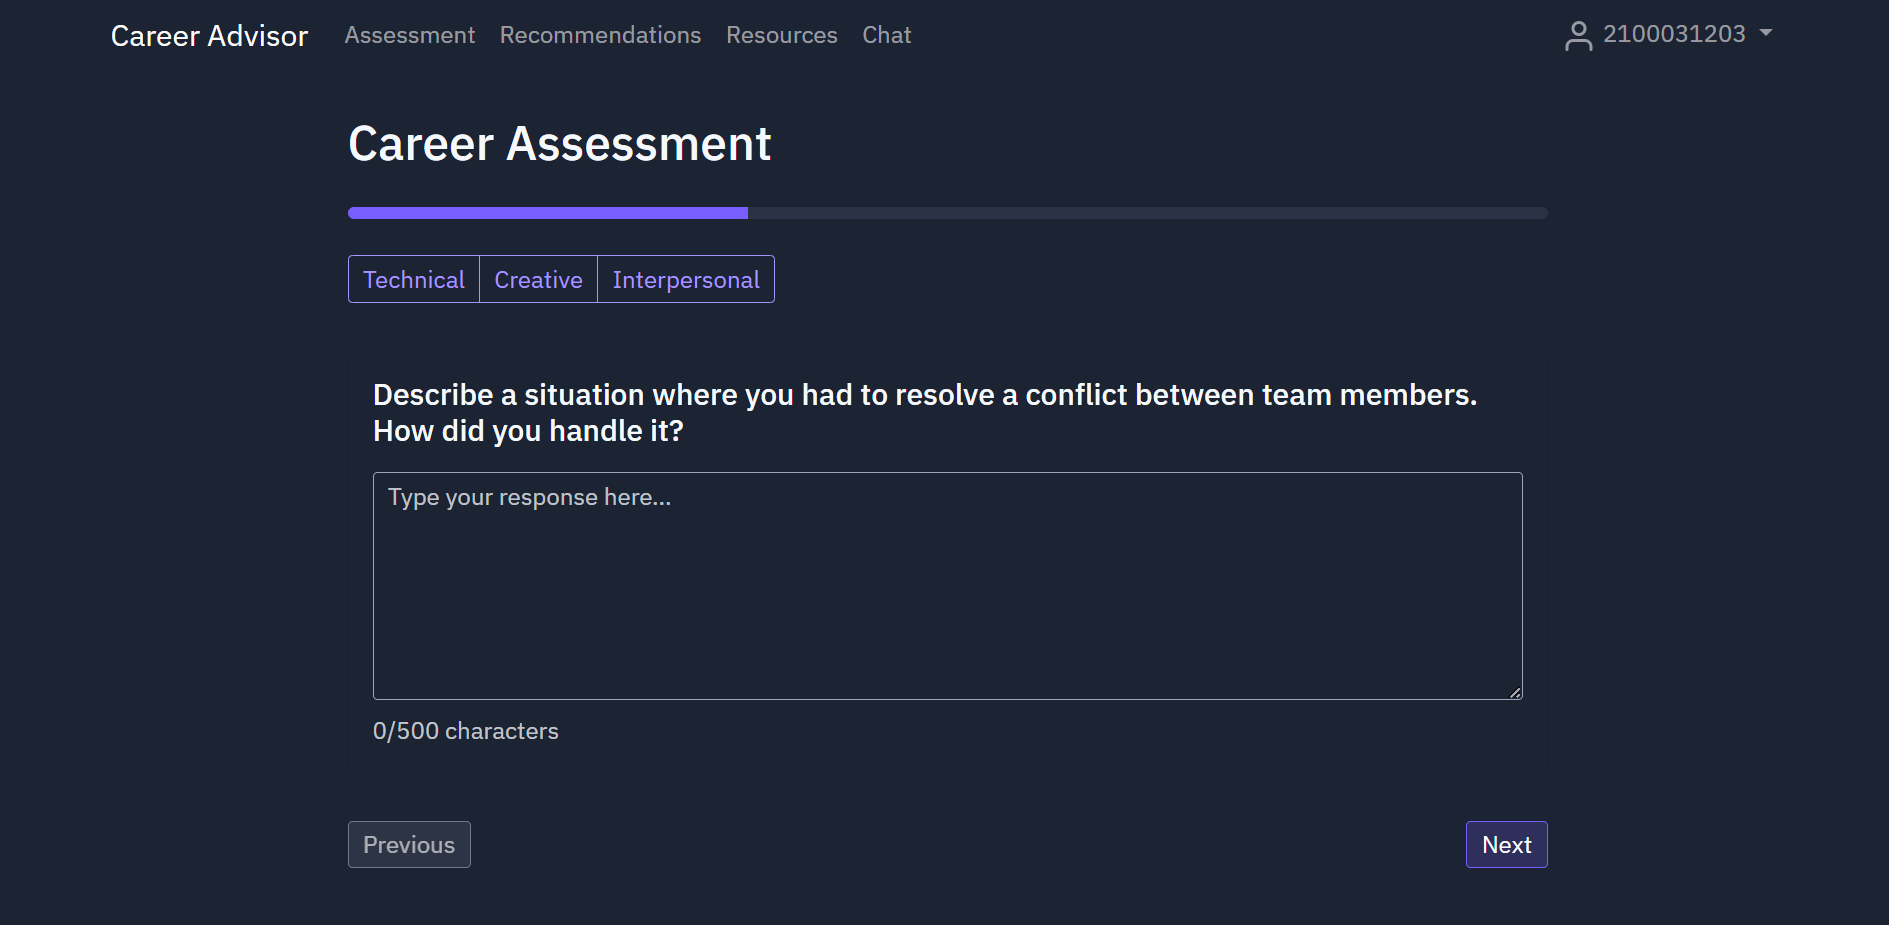 Career Advisor Assessment Recommendations Resources Chat 2100031203
Career Assessment
Technical Creative Interpersonal
Describe a situation where you had to resolve a conflict between team members.
How did you handle it?
Type your response here...
0/500 characters
Previous Next